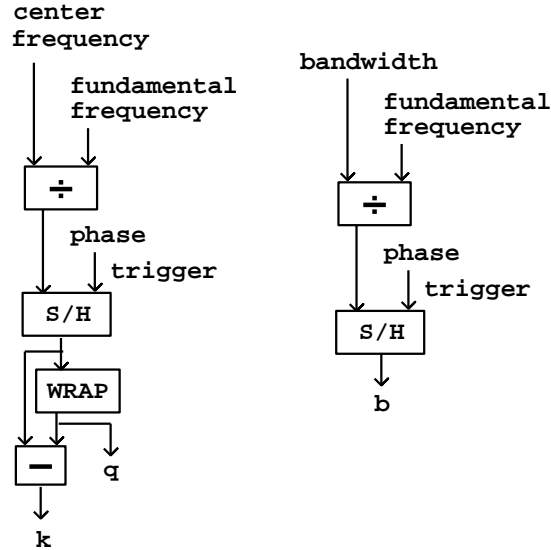 center
frequency
fundamental
frequency
÷
phase
trigger
S/H
WRAP
q
−
k
bandwidth
fundamental
frequency
÷
phase
trigger
S/H
b